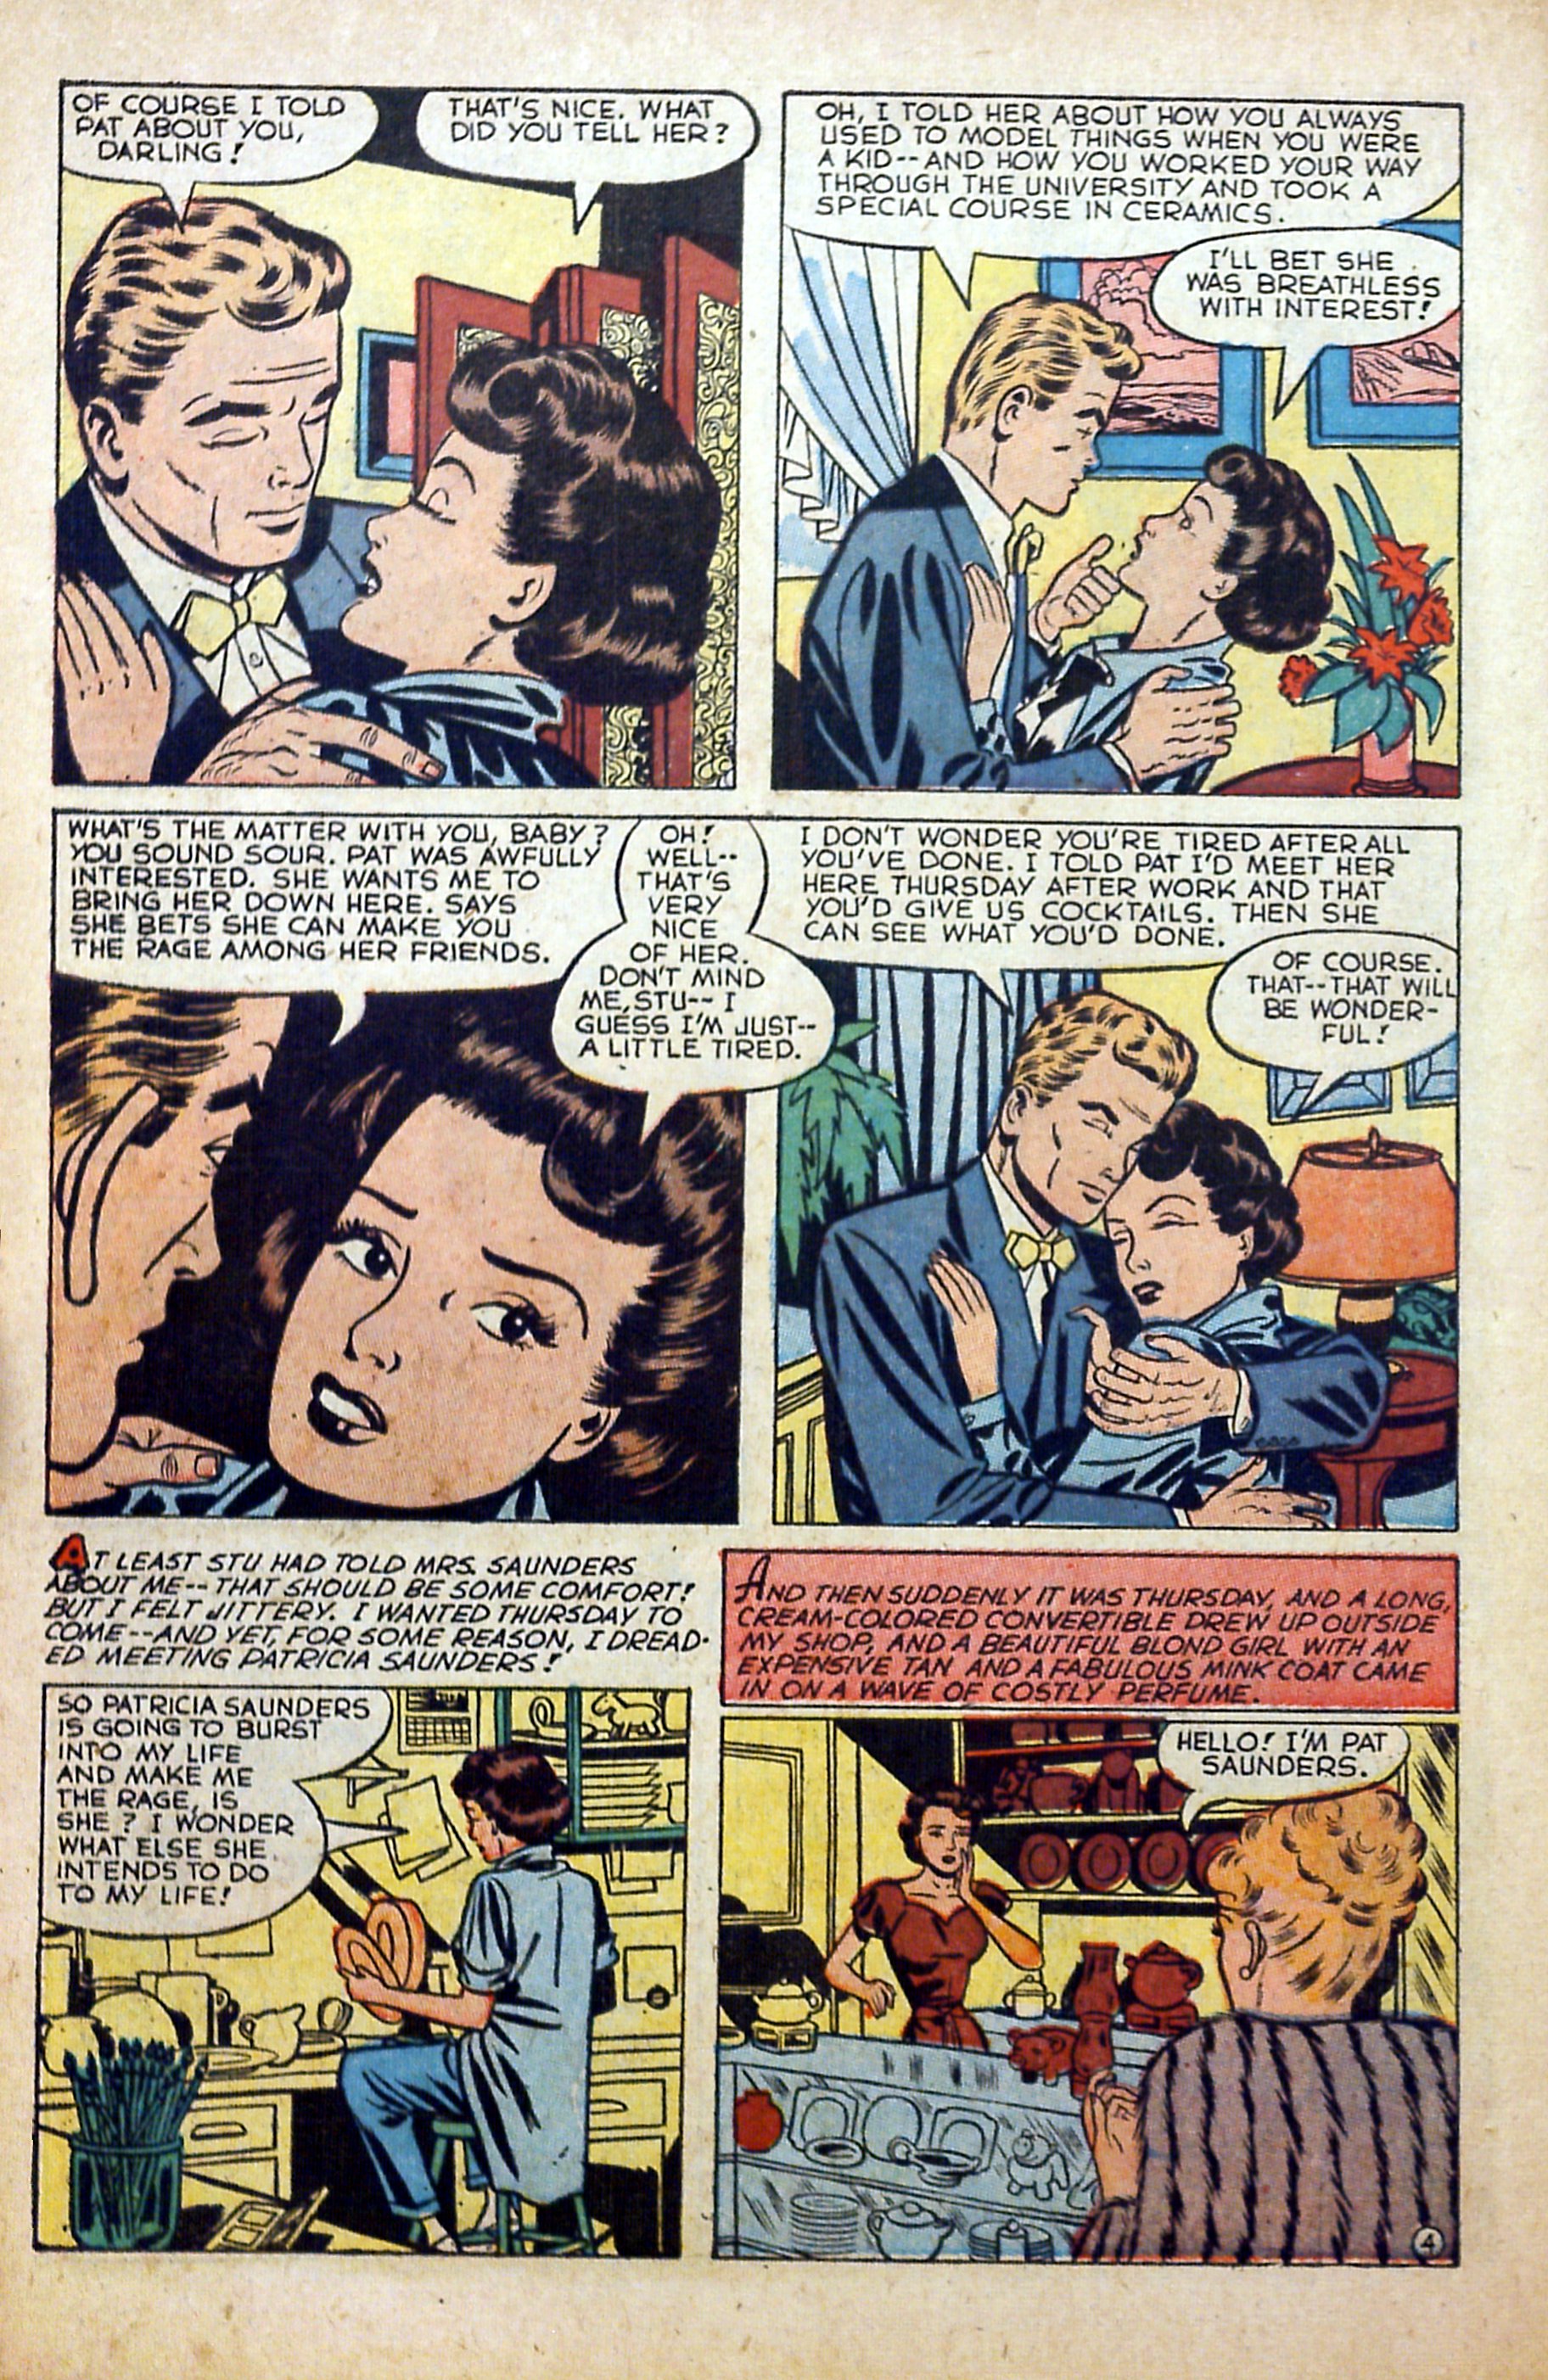 OF COURSE I TOLD
PAT ABOUT YOU,
DARLING!
THAT'S NICE. WHAT
DID YOU TELL HER?
OH, I TOLD HER ABOUT HOW YOU ALWAYS
USED TO MODEL THINGS WHEN YOU WERE
A KID--AND HOW YOU WORKED YOUR WAY
THROUGH THE UNIVERSITY AND TOOK A
SPECIAL COURSE IN CERAMICS.
I'LL BET SHE
WAS BREATHLESS
WITH INTEREST!
WHAT'S THE MATTER WITH YOU, BABY?
YOU SOUND SOUR. PAT WAS AWFULLY
INTERESTED. SHE WANTS ME TO
BRING HER DOWN HERE. SAYS
SHE BETS SHE CAN MAKE YOU
THE RAGE AMONG HER FRIENDS.
OH!
WELL--
THAT'S
VERY
NICE
OF HER.
DON'T MIND
ME, STU-- I
GUESS I'M JUST--
A LITTLE TIRED.
I DON'T WONDER YOU'RE TIRED AFTER ALL
YOU'VE DONE. I TOLD PAT I'D MEET HER
HERE THURSDAY AFTER WORK AND THAT
YOU'D GIVE US COCKTAILS. THEN SHE
CAN SEE WHAT YOU'D DONE.
OF COURSE.
THAT--THAT WILL
BE WONDER-
FUL!
AT LEAST STU HAD TOLD MRS. SAUNDERS
ABOUT ME--THAT SHOULD BE SOME COMFORT!
BUT I FELT JITTERY. I WANTED THURSDAY TO
COME--AND YET, FOR SOME REASON, I DREAD-
ED MEETING PATRICIA SAUNDERS!
SO PATRICIA SAUNDERS
IS GOING TO BURST
INTO MY LIFE
AND MAKE ME
THE RAGE, IS
SHE? I WONDER
WHAT ELSE SHE
INTENDS TO DO
TO MY LIFE!
AND THEN SUDDENLY IT WAS THURSDAY, AND A LONG,
CREAM-COLORED CONVERTIBLE DREW UP OUTSIDE
MY SHOP, AND A BEAUTIFUL BLOND GIRL WITH AN
EXPENSIVE TAN AND A FABULOUS MINK COAT CAME
IN ON A WAVE OF COSTLY PERFUME.
HELLO! I'M PAT
SAUNDERS.
4